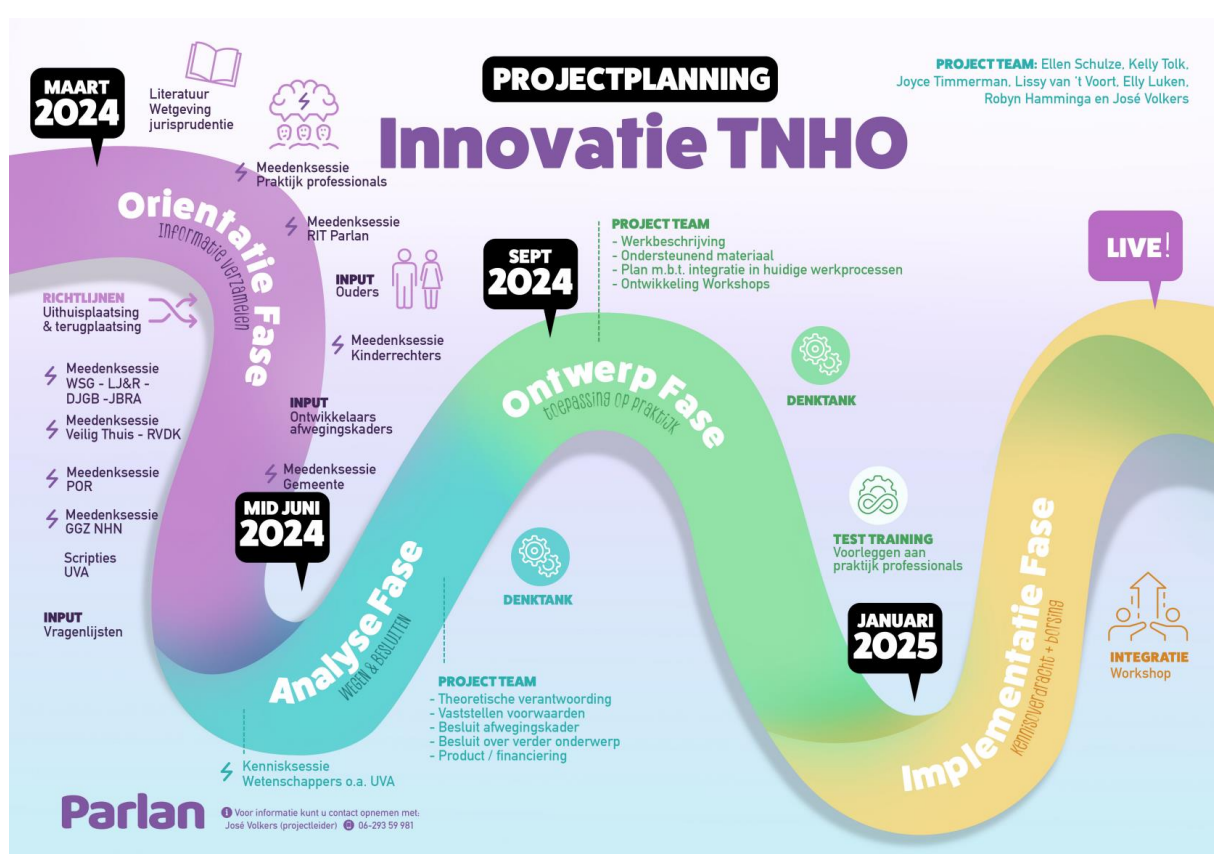 PROJECTPLANNING
Innovatie TNHO
PROJECT TEAM: Ellen Schulze, Kelly Tolk,
Joyce Timmerman, Lissy van 't Voort, Elly Luken,
Robyn Hamminga en José Volkers
MAART
2024
Literatuur
Wetgeving
jurisprudentie
Meedenksessie
Praktijk professionals
Orientatie Fase
Informatie verzamelen
Meedenksessie
RIT Parlan
INPUT
Ouders
RICHTLIJNEN
Uithuisplaatsing
& terugplaatsing
Meedenksessie
Kinderrechters
Meedenksessie
WSG - LJ&R -
DJGB -JBRA
INPUT
Ontwikkelaars
afwegingskaders
Meedenksessie
Veilig Thuis - RVDK
Meedenksessie
POR
Meedenksessie
Gemeente
Meedenksessie
GGZ NHN
Scripties
UVA
INPUT
Vragenlijsten
MID JUNI
2024
Analyse Fase
WEGEN & BESLUITEN
DENKTANK
PROJECT TEAM
- Theoretische verantwoording
- Vaststellen voorwaarden
- Besluit afwegingskader
- Besluit over verder onderwerp
- Product / financiering
Kennisksessie
Wetenschappers o.a. UVA
SEPT
2024
PROJECT TEAM
- Werkbeschrijving
- Ondersteunend materiaal
- Plan m.b.t. integratie in huidige werkprocessen
- Ontwikkeling Workshops
Ontwerp Fase
toepassing op praktijk
DENKTANK
TEST TRAINING
Voorleggen aan
praktijk professionals
JANUARI
2025
Implementatie Fase
kennisoverdracht + borsing
LIVE!
INTEGRATIE
Workshop
Parlan
Voor informatie kunt u contact opnemen met:
José Volkers (projectleider) 06-293 59 981